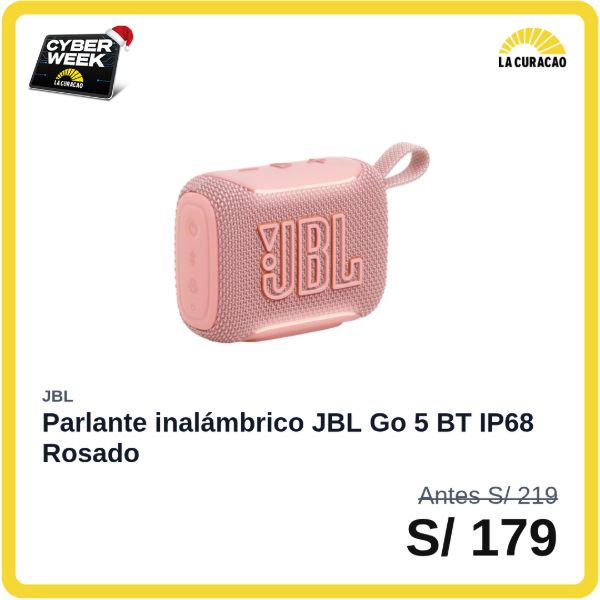 CYBER
WEEK
LA CURACAO
LA CURACAO
JBL
JBL
Parlante inalámbrico JBL Go 5 BT IP68
Rosado
Antes S/ 219
S/ 179